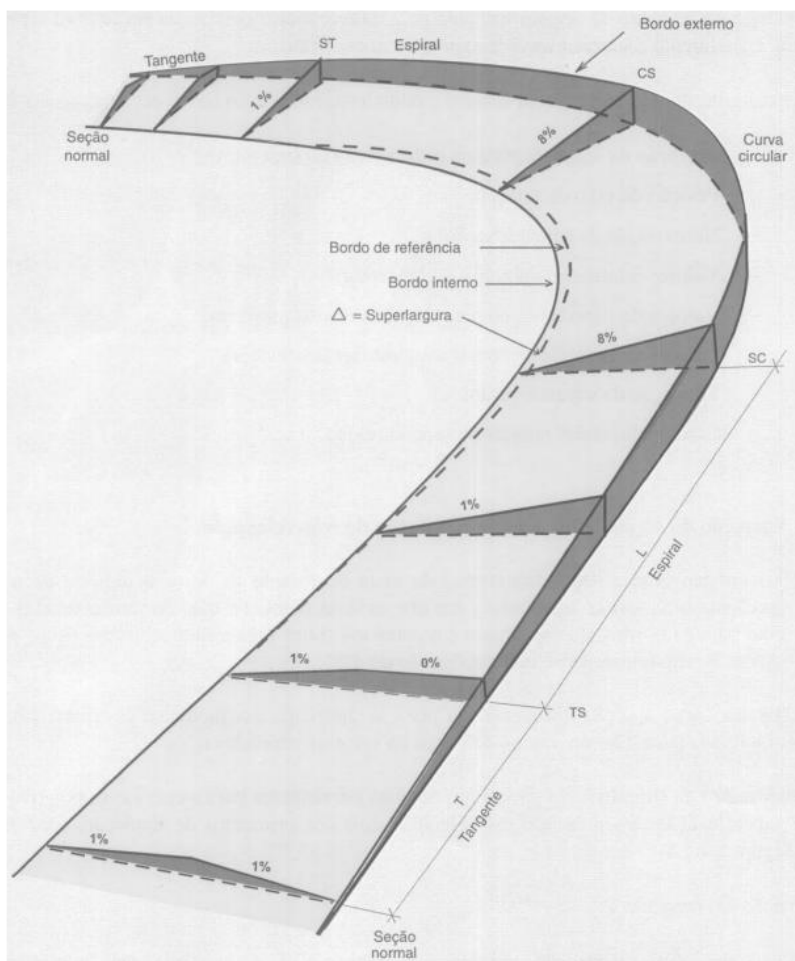 Bordo externo
ST
Espiral
Tangente
CS
1 %
8%
Seção
normal
Curva
circular
Bordo de referência
Bordo interno
△ = Superlargura
8%
SC
1%
L
Espiral
1%
0%
TS
T
Tangente
1%
1%
Seção
normal